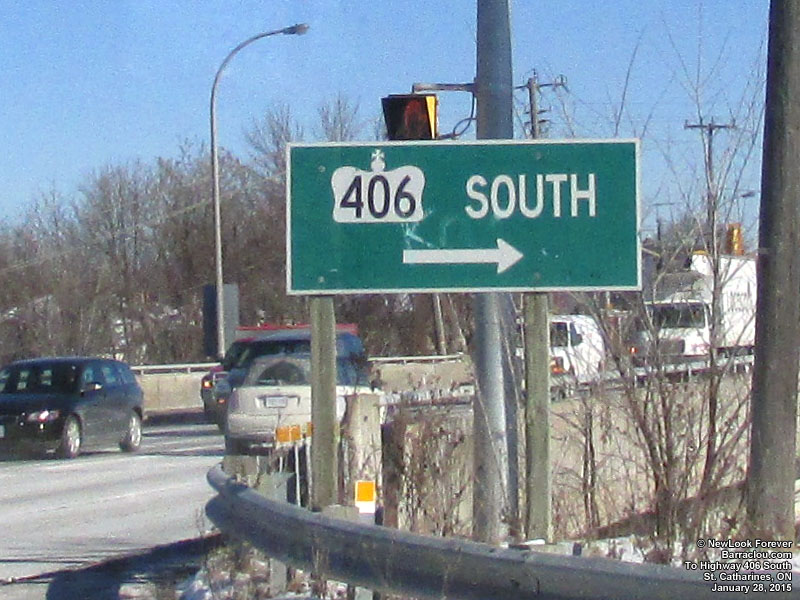 406 SOUTH
© NewLook Forever
Barraclou.com
To Highway 406 South
St. Catharines, ON
January 28, 2015